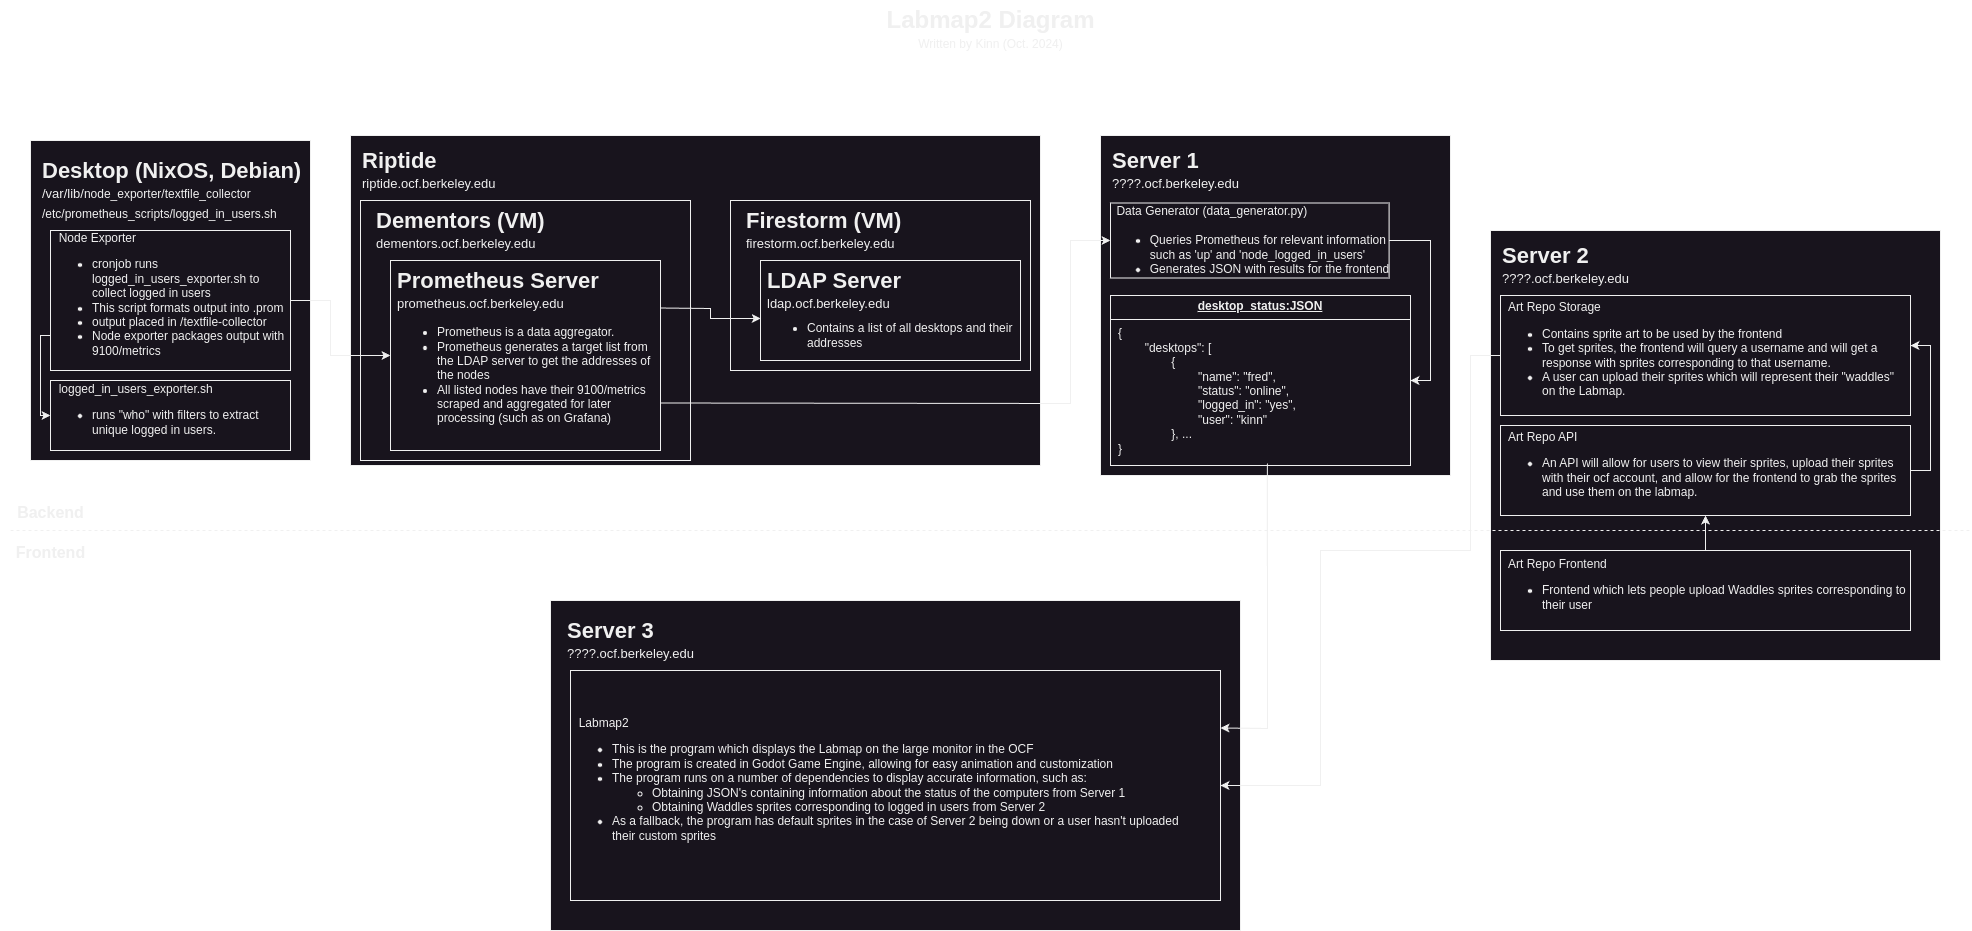 Labmap2 Diagram
Written by Kinn (Oct. 2024)
Desktop (NixOS, Debian)
/var/lib/node_exporter/textfile_collector
/etc/prometheus_scripts/logged_in_users.sh
Node Exporter
cronjob runs
logged_in_users_exporter.sh to
collect logged in users
This script formats output into .prom
output placed in /textfile-collector
Node exporter packages output with
9100/metrics
logged_in_users_exporter.sh
runs "who" with filters to extract
unique logged in users.
Riptide
riptide.ocf.berkeley.edu
Dementors (VM)
dementors.ocf.berkeley.edu
Prometheus Server
prometheus.ocf.berkeley.edu
Prometheus is a data aggregator.
Prometheus generates a target list from
the LDAP server to get the addresses of
the nodes
All listed nodes have their 9100/metrics
scraped and aggregated for later
processing (such as on Grafana)
Firestorm (VM)
firestorm.ocf.berkeley.edu
LDAP Server
ldap.ocf.berkeley.edu
Contains a list of all desktops and their
addresses
Server 1
????.ocf.berkeley.edu
Data Generator (data_generator.py)
Queries Prometheus for relevant information
such as 'up' and 'node_logged_in_users'
Generates JSON with results for the frontend
desktop_status:JSON
{
"desktops": [
{
"name": "fred",
"status": "online",
"logged_in": "yes",
"user": "kinn"
}, ...
}
Server 2
????.ocf.berkeley.edu
Art Repo Storage
Contains sprite art to be used by the frontend
To get sprites, the frontend will query a username and will get a
response with sprites corresponding to that username.
A user can upload their sprites which will represent their "waddles"
on the Labmap.
Art Repo API
An API will allow for users to view their sprites, upload their sprites
with their ocf account, and allow for the frontend to grab the sprites
and use them on the labmap.
Backend
Frontend
Art Repo Frontend
Frontend which lets people upload Waddles sprites corresponding to
their user
Server 3
????.ocf.berkeley.edu
Labmap2
This is the program which displays the Labmap on the large monitor in the OCF
The program is created in Godot Game Engine, allowing for easy animation and customization
The program runs on a number of dependencies to display accurate information, such as:
Obtaining JSON's containing information about the status of the computers from Server 1
Obtaining Waddles sprites corresponding to logged in users from Server 2
As a fallback, the program has default sprites in the case of Server 2 being down or a user hasn't uploaded
their custom sprites